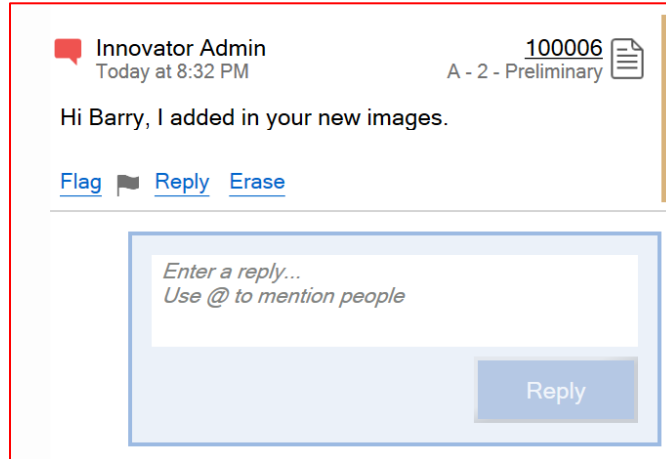 Innovator Admin
100006
Today at 8:32 PM
A - 2 - Preliminary
Hi Barry, I added in your new images.
Flag Reply Erase
Enter a reply...
Use @ to mention people
Reply